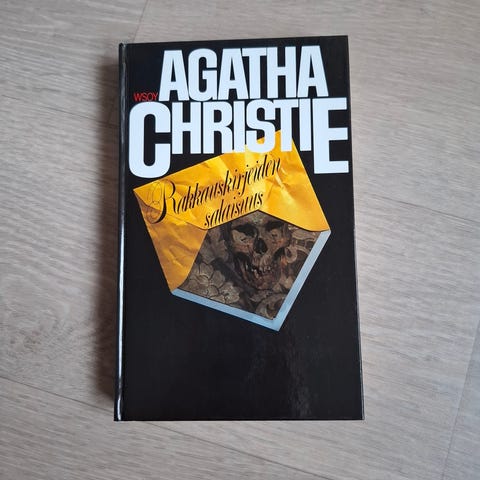 AGATHA
WSOY
CHRISTIE
Rakkauskirjeiden
salaisuus